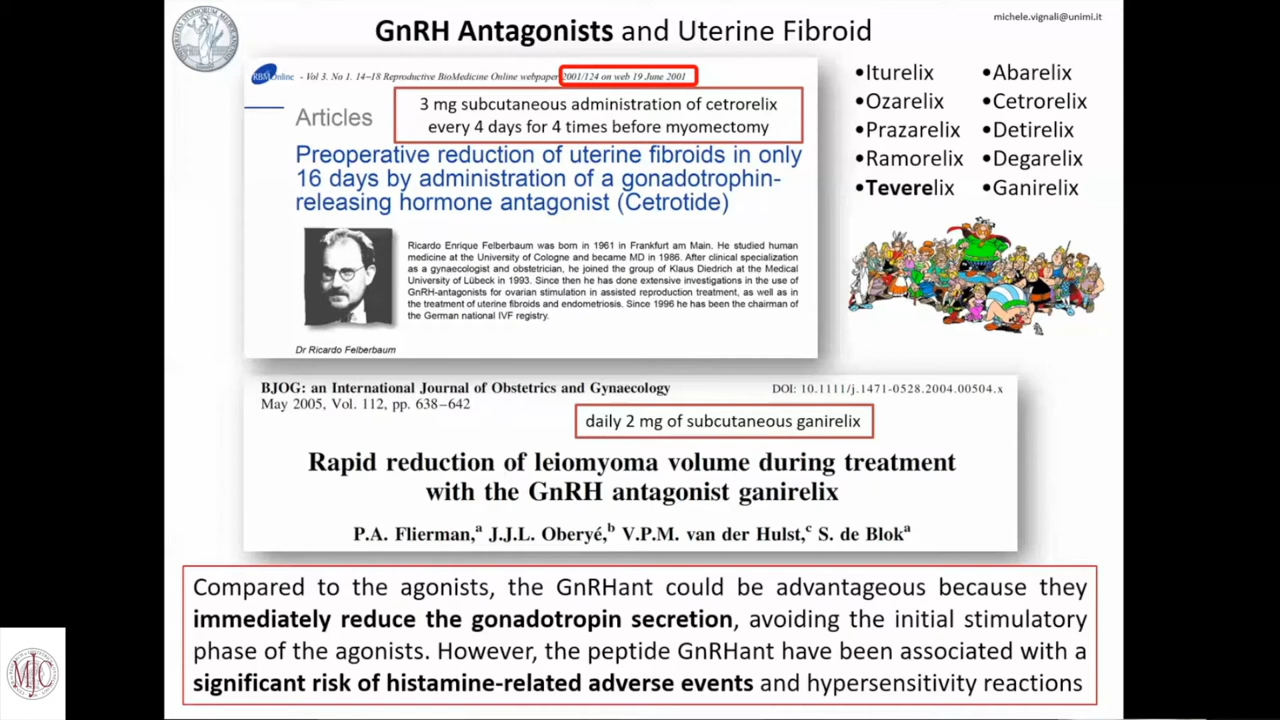 GnRH Antagonists and Uterine Fibroid
michele.vignali@unimi.it
RBMOnline - Vol 3. No 1. 14–18 Reproductive BioMedicine Online webpaper 2001/124 on web 19 June 2001
3 mg subcutaneous administration of cetrorelix
every 4 days for 4 times before myomectomy
Articles
Preoperative reduction of uterine fibroids in only
16 days by administration of a gonadotrophin-
releasing hormone antagonist (Cetrotide)
Ricardo Enrique Felberbaum was born in 1961 in Frankfurt am Main. He studied human
medicine at the University of Cologne and became MD in 1986. After clinical specialization
as a gynaecologist and obstetrician, he joined the group of Klaus Diedrich at the Medical
University of Lübeck in 1993. Since then he has done extensive investigations in the use of
GnRH-antagonists for ovarian stimulation in assisted reproduction treatment, as well as in
the treatment of uterine fibroids and endometriosis. Since 1996 he has been the chairman of
the German national IVF registry.
Dr Ricardo Felberbaum
•Iturelix
•Ozarelix
•Prazarelix
•Ramorelix
•Teverelix
•Abarelix
•Cetrorelix
•Detirelix
•Degarelix
•Ganirelix
BJOG: an International Journal of Obstetrics and Gynaecology
May 2005, Vol. 112, pp. 638–642
DOI: 10.1111/j.1471-0528.2004.00504.x
daily 2 mg of subcutaneous ganirelix
Rapid reduction of leiomyoma volume during treatment
with the GnRH antagonist ganirelix
P.A. Flierman,a J.J.L. Oberyé,b V.P.M. van der Hulst,c S. de Bloka
Compared to the agonists, the GnRHant could be advantageous because they
immediately reduce the gonadotropin secretion, avoiding the initial stimulatory
phase of the agonists. However, the peptide GnRHant have been associated with a
significant risk of histamine-related adverse events and hypersensitivity reactions
MJC